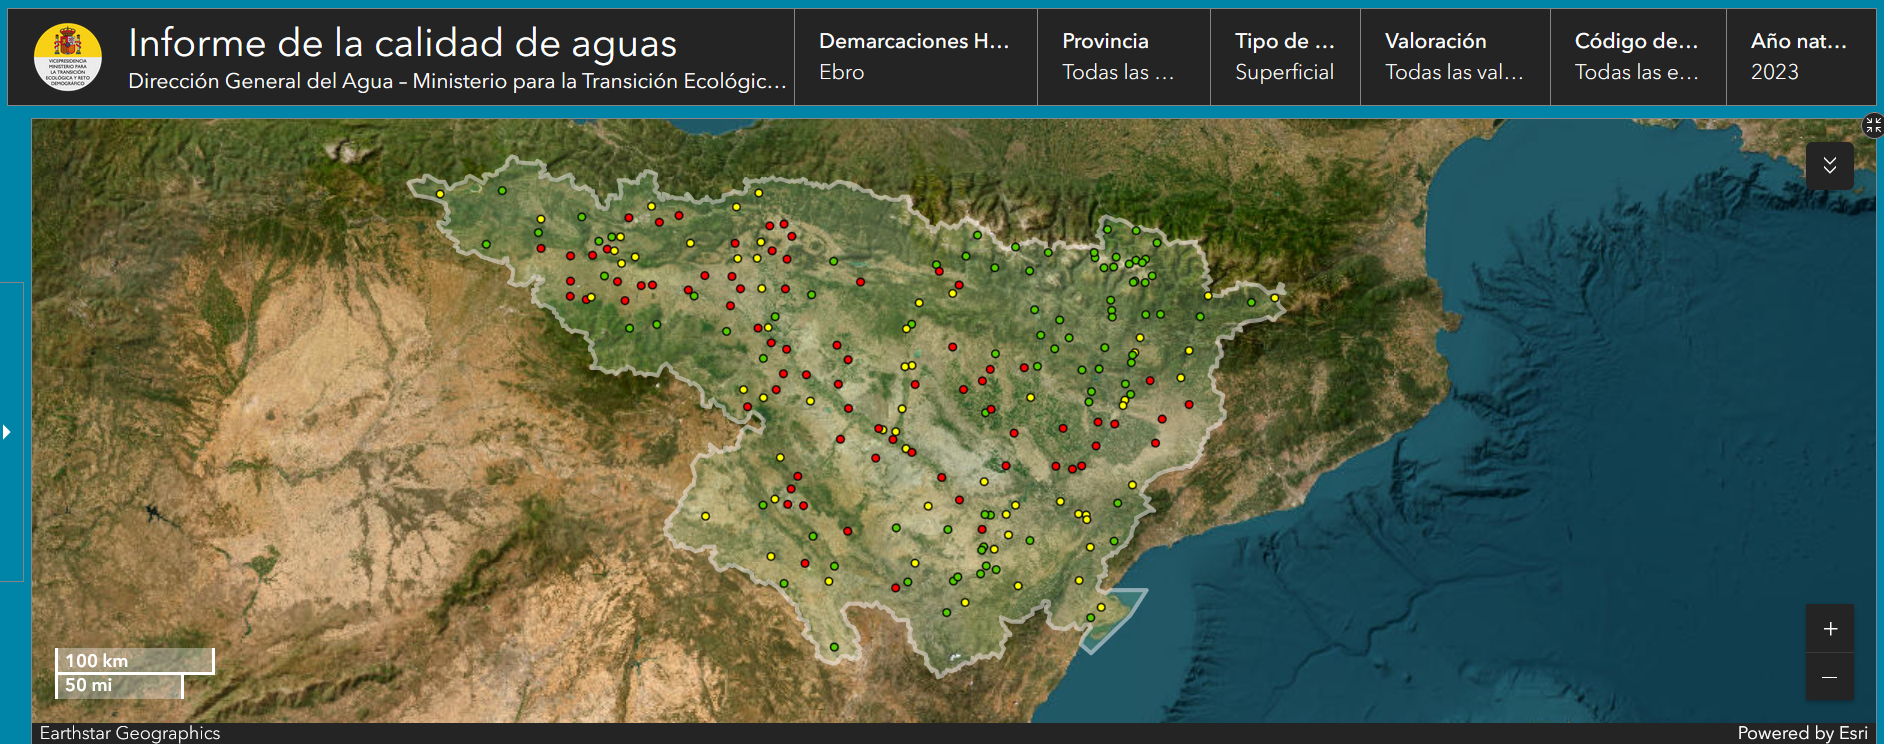 VICEPRESIDENCIA
MINISTERIO PARA
LA TRANSICIÓN
ECOLÓGICA Y RETO
DEMOGRÁFICO
Informe de la calidad de aguas
Dirección General del Agua – Ministerio para la Transición Ecológic...
Demarcaciones H...
Ebro
Provincia
Todas las ...
Tipo de ...
Superficial
Valoración
Todas las val...
Código de...
Todas las e...
Año nat...
2023
100 km
50 mi
+
−
Earthstar Geographics
Powered by Esri